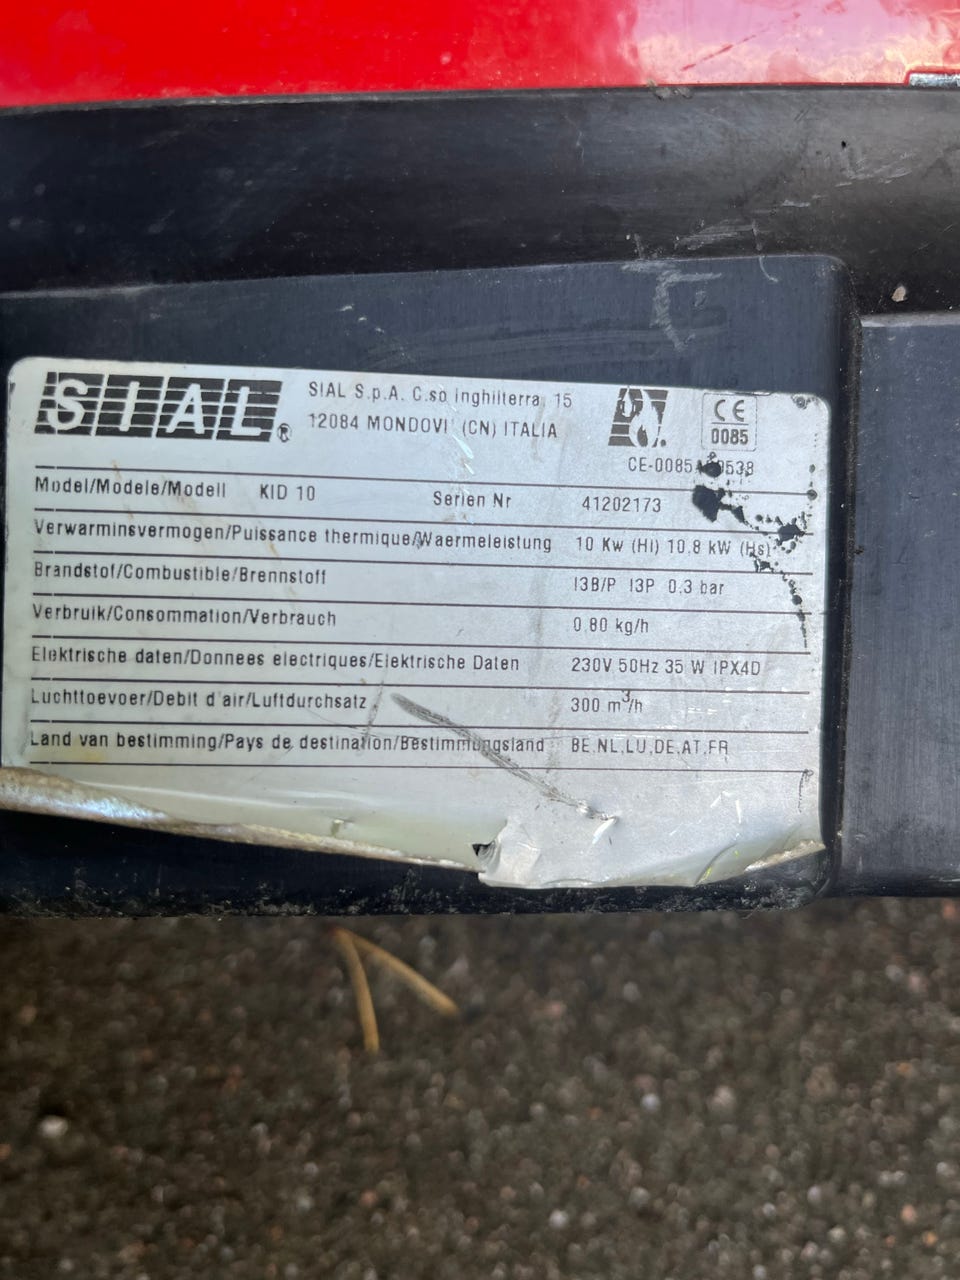 SIAL®
SIAL S.p.A. C.so Inghilterra 15
12084 MONDOVI' (CN) ITALIA
CE
0085
CE-0085 0538
Model/Modele/Modell KID 10 Serien Nr 41202173
Verwarminsvermogen/Puissance thermique/Waermeleistung 10 Kw (Hi) 10,8 kW (Hs)
Brandstof/Combustible/Brennstoff I3B/P I3P 0.3 bar
Verbruik/Consommation/Verbrauch 0.80 kg/h
Elektrische daten/Donnees electriques/Elektrische Daten 230V 50Hz 35 W IPX4D
Luchttoevoer/Debit d'air/Luftdurchsatz 300 m³/h
Land van bestimming/Pays de destination/Bestimmungsland BE,NL,LU,DE,AT,FR